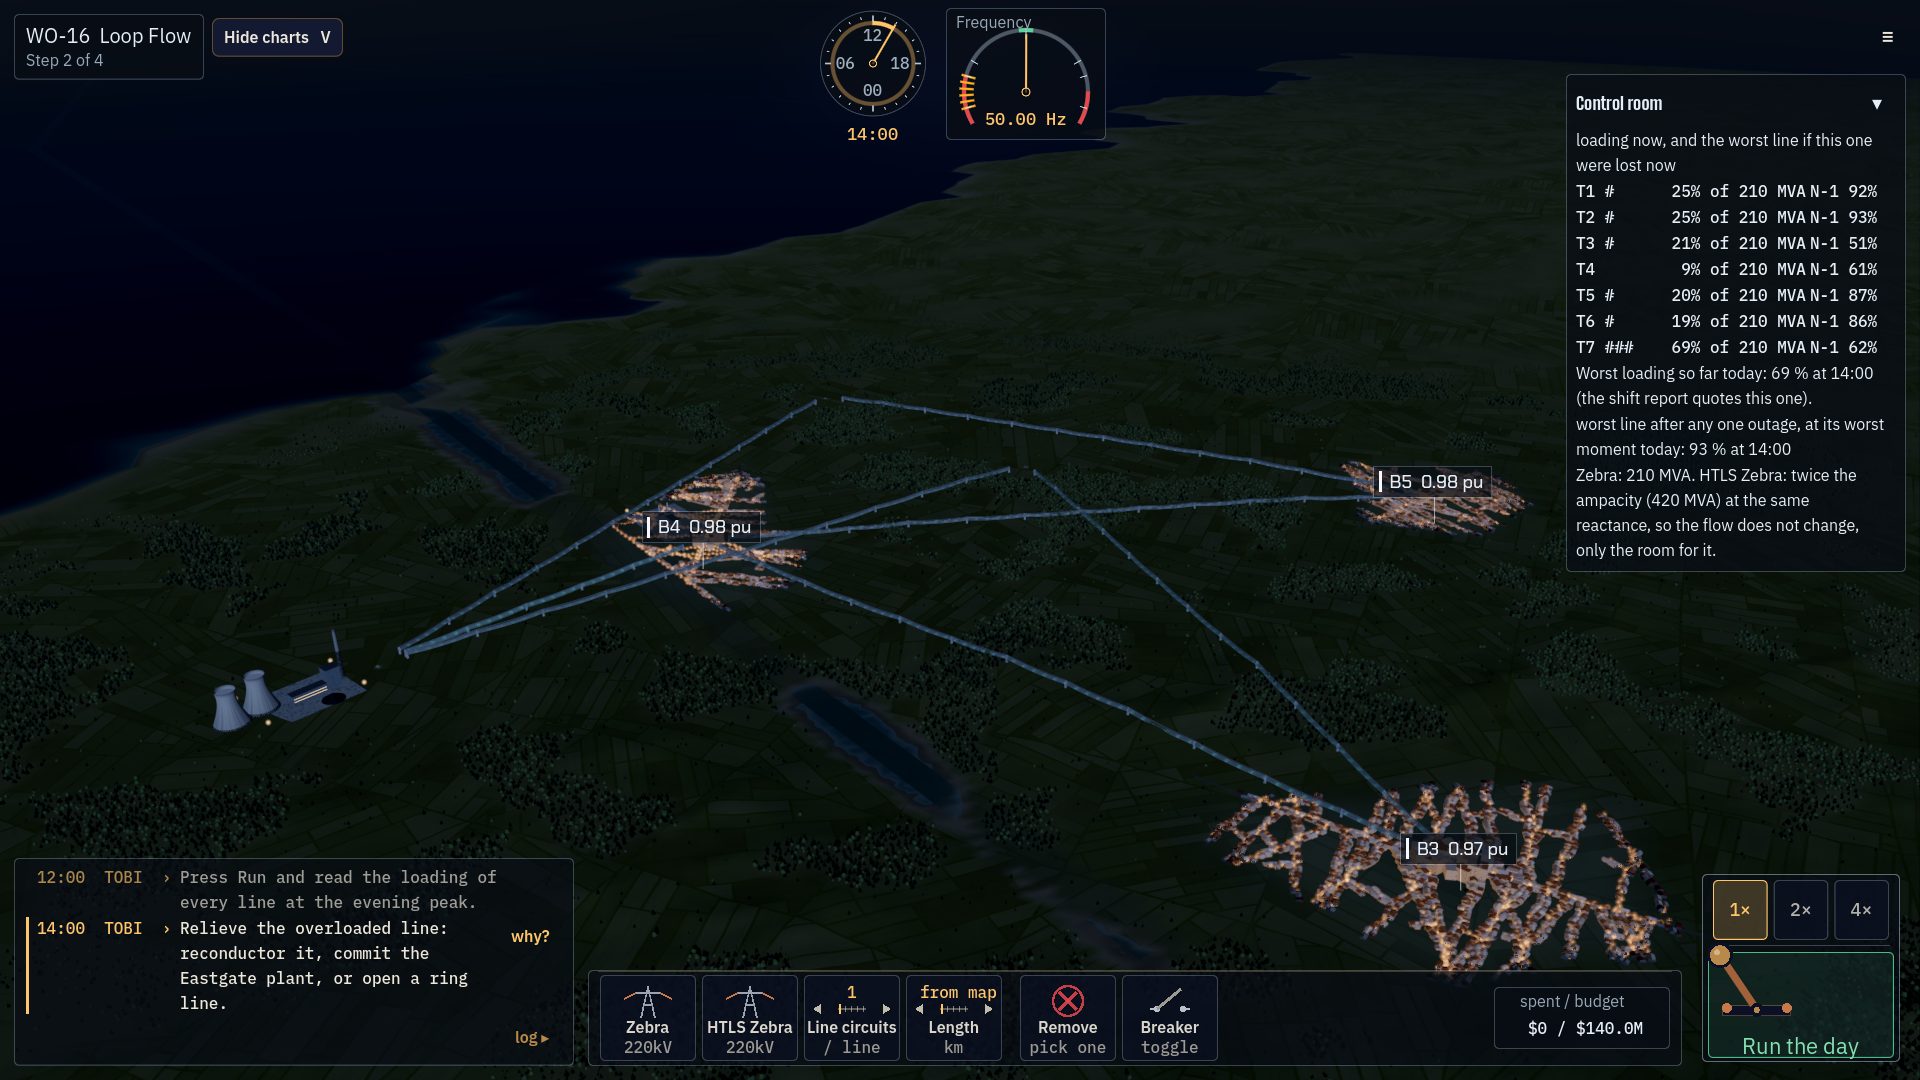 WO-16 Loop Flow
Step 2 of 4
Hide charts V
12
06 18
00
14:00
Frequency
50.00 Hz
≡
Control room ▼
loading now, and the worst line if this one
were lost now
T1 # 25% of 210 MVA N-1 92%
T2 # 25% of 210 MVA N-1 93%
T3 # 21% of 210 MVA N-1 51%
T4 9% of 210 MVA N-1 61%
T5 # 20% of 210 MVA N-1 87%
T6 # 19% of 210 MVA N-1 86%
T7 ### 69% of 210 MVA N-1 62%
Worst loading so far today: 69 % at 14:00
(the shift report quotes this one).
worst line after any one outage, at its worst
moment today: 93 % at 14:00
Zebra: 210 MVA. HTLS Zebra: twice the
ampacity (420 MVA) at the same
reactance, so the flow does not change,
only the room for it.
B5 0.98 pu
B4 0.98 pu
B3 0.97 pu
12:00 TOBI › Press Run and read the loading of
every line at the evening peak.
14:00 TOBI › Relieve the overloaded line:
reconductor it, commit the
Eastgate plant, or open a ring
line.
why?
log ▸
Zebra
220kV
HTLS Zebra
220kV
1
Line circuits
/ line
from map
Length
km
Remove
pick one
Breaker
toggle
spent / budget
$0 / $140.0M
1× 2× 4×
Run the day